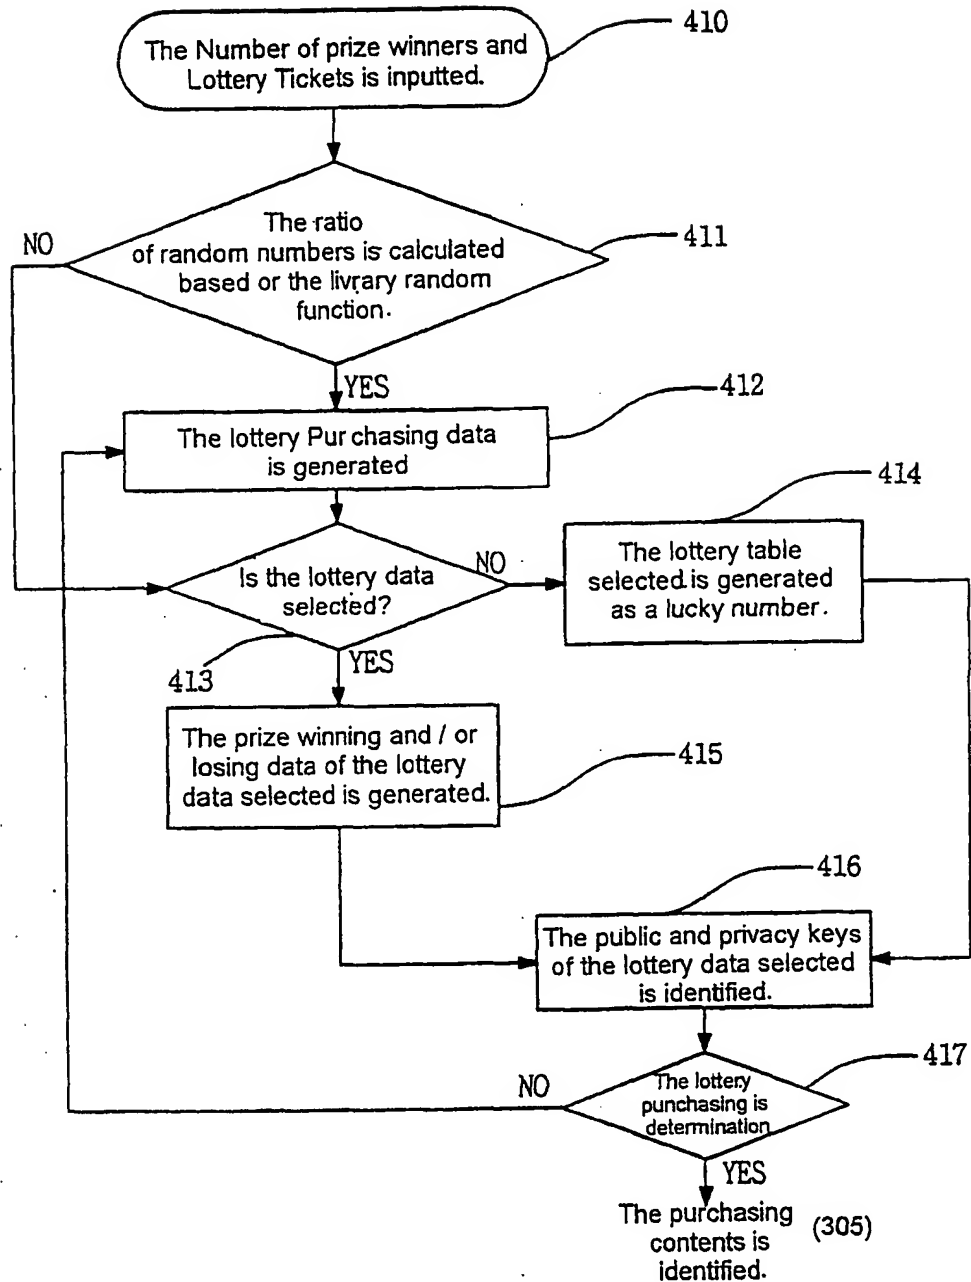 The Number of prize winners and
Lottery Tickets is inputted.
410
The ratio
of random numbers is calculated
based or the livrary random
function.
NO
411
YES
412
The lottery Purchasing data
is generated
414
Is the lottery data
selected?
NO
The lottery table
selected is generated
as a lucky number.
413
YES
The prize winning and / or
losing data of the lottery
data selected is generated.
415
416
The public and privacy keys
of the lottery data selected
is identified.
417
NO
The lottery
punchasing is
determination
YES
The purchasing
contents is
identified.
(305)